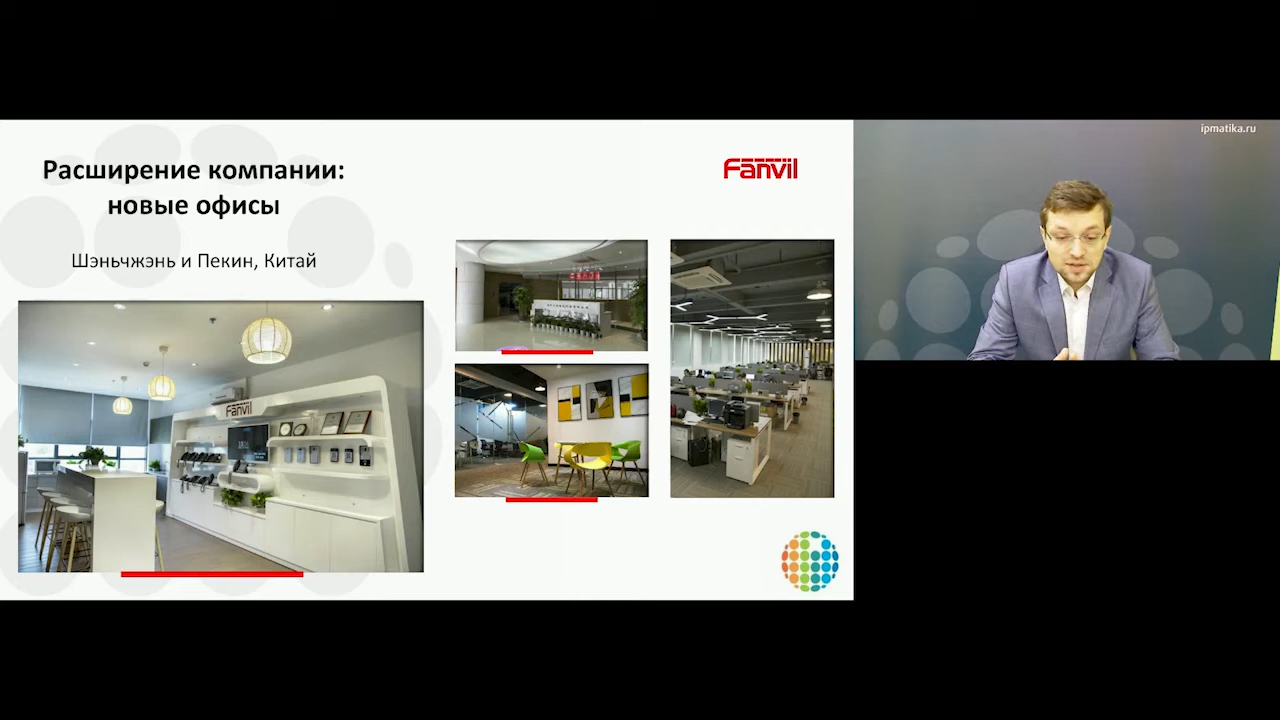 Расширение компании:
новые офисы
Шэньчжэнь и Пекин, Китай
Fanvil
Fanvil
ipmatika.ru